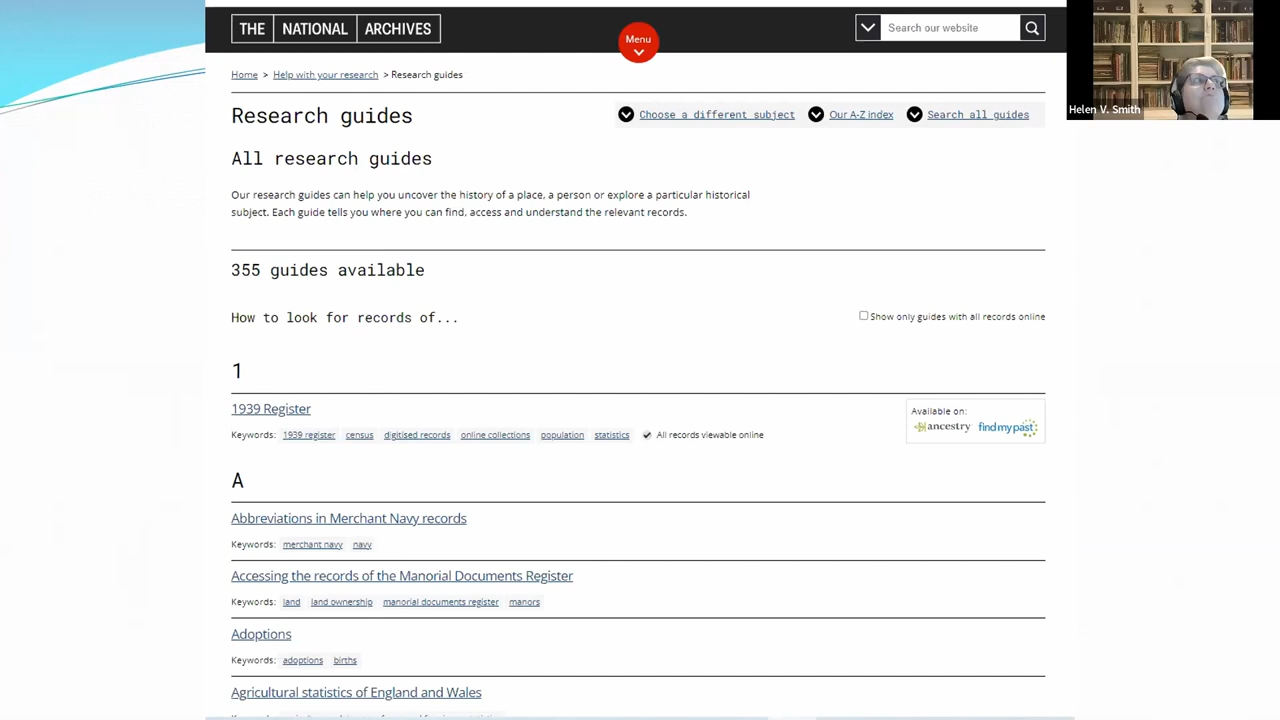 THE NATIONAL ARCHIVES
Menu
Search our website
Helen V. Smith
Home > Help with your research > Research guides
Research guides
Choose a different subject
Our A-Z index
Search all guides
All research guides
Our research guides can help you uncover the history of a place, a person or explore a particular historical
subject. Each guide tells you where you can find, access and understand the relevant records.
355 guides available
How to look for records of...
Show only guides with all records online
1
1939 Register
Keywords: 1939 register census digitised records online collections population statistics All records viewable online
Available on:
ancestry findmypast
A
Abbreviations in Merchant Navy records
Keywords: merchant navy navy
Accessing the records of the Manorial Documents Register
Keywords: land land ownership manorial documents register manors
Adoptions
Keywords: adoptions births
Agricultural statistics of England and Wales